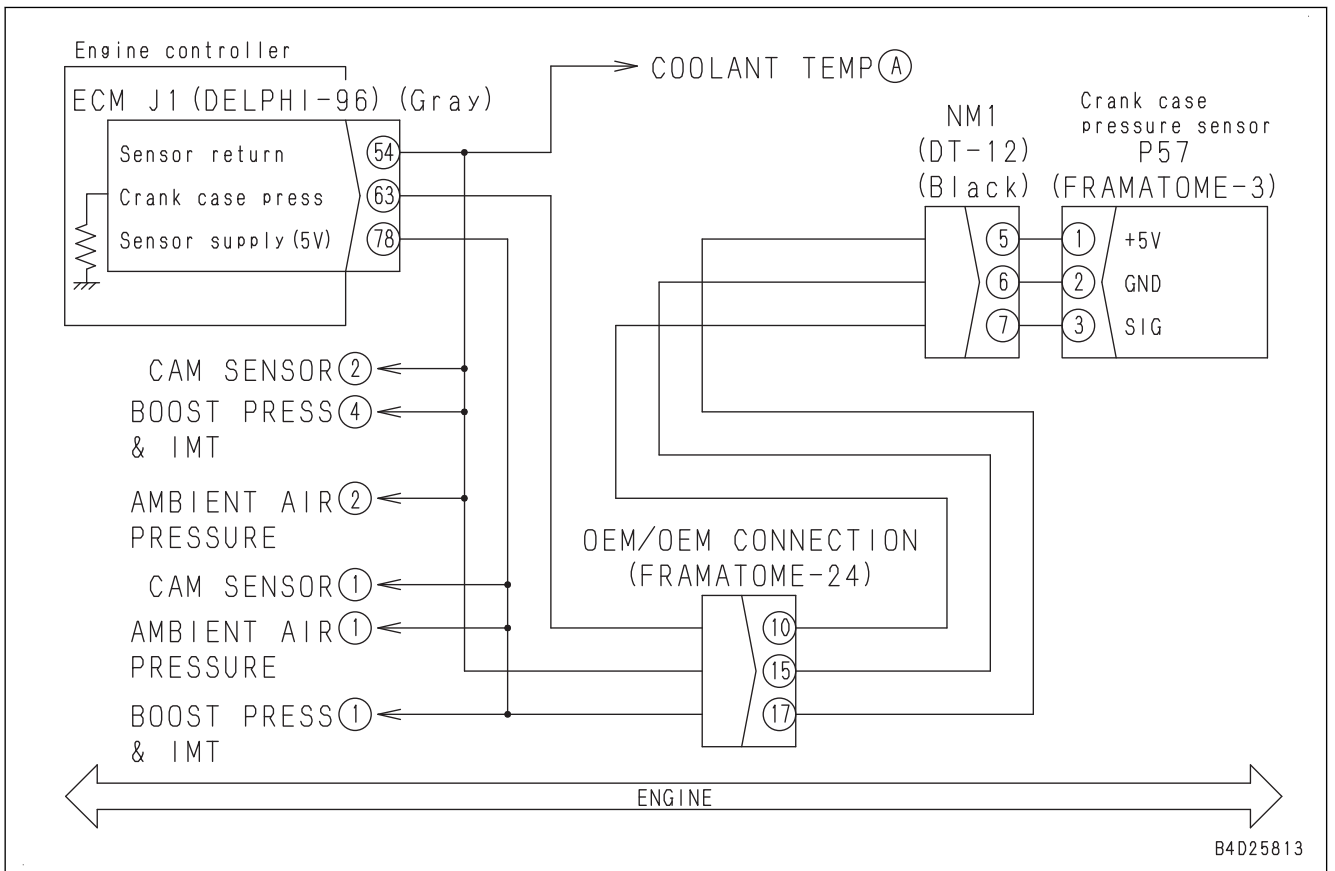 Engine controller
ECM J1 (DELPHI-96) (Gray)
Sensor return 54
Crank case press 63
Sensor supply (5V) 78
COOLANT TEMP A
NM1
(DT-12)
(Black)
Crank case
pressure sensor
P57
(FRAMATOME-3)
5 1 +5V
6 2 GND
7 3 SIG
CAM SENSOR 2
BOOST PRESS 4
& IMT
AMBIENT AIR 2
PRESSURE
CAM SENSOR 1
AMBIENT AIR 1
PRESSURE
BOOST PRESS 1
& IMT
OEM/OEM CONNECTION
(FRAMATOME-24)
10
15
17
ENGINE
B4D25813